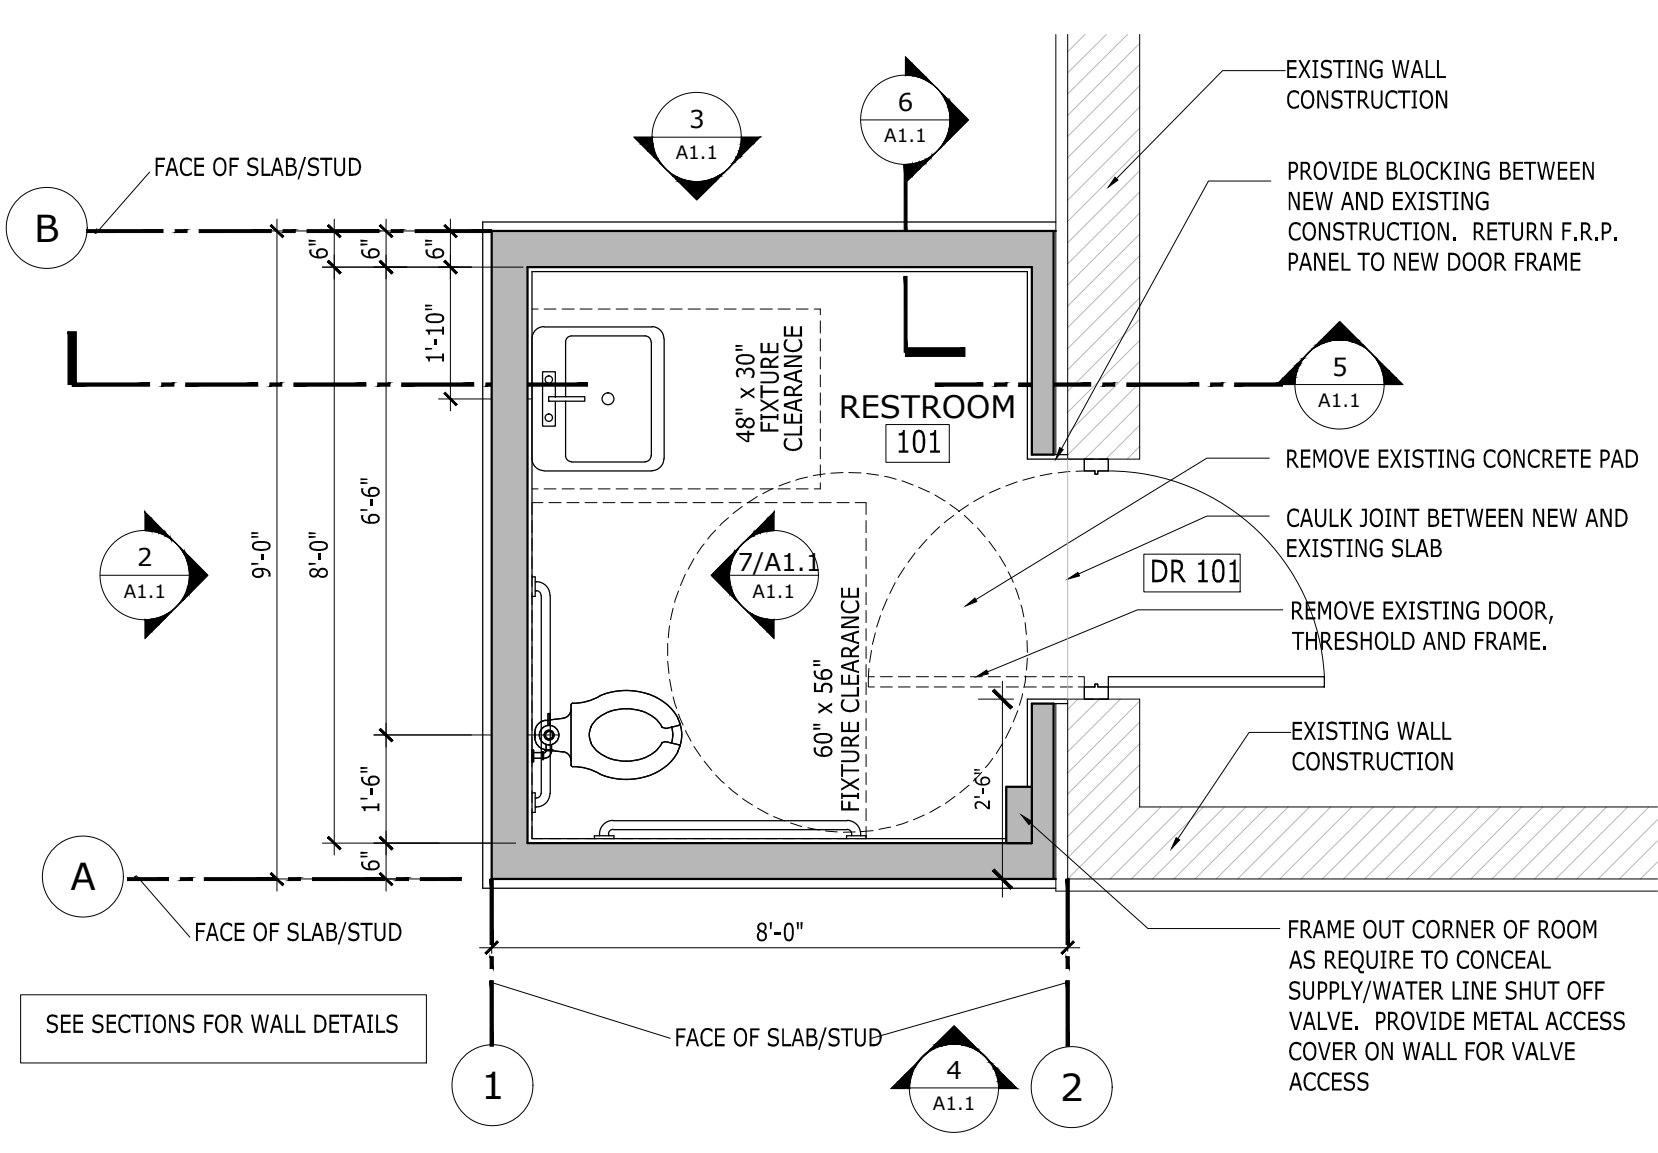 EXISTING WALL
CONSTRUCTION
6
A1.1
3
A1.1
FACE OF SLAB/STUD
PROVIDE BLOCKING BETWEEN
NEW AND EXISTING
CONSTRUCTION. RETURN F.R.P.
PANEL TO NEW DOOR FRAME
B
6"
6"
6"
1'-10"
48" x 30"
FIXTURE
CLEARANCE
5
A1.1
RESTROOM
101
REMOVE EXISTING CONCRETE PAD
6'-6"
9'-0"
8'-0"
CAULK JOINT BETWEEN NEW AND
EXISTING SLAB
2
A1.1
7/A1.1
A1.1
DR 101
REMOVE EXISTING DOOR,
THRESHOLD AND FRAME.
60" x 56"
FIXTURE CLEARANCE
EXISTING WALL
CONSTRUCTION
1'-6"
2'-6"
6"
A
FACE OF SLAB/STUD
8'-0"
FRAME OUT CORNER OF ROOM
AS REQUIRE TO CONCEAL
SUPPLY/WATER LINE SHUT OFF
VALVE. PROVIDE METAL ACCESS
COVER ON WALL FOR VALVE
ACCESS
SEE SECTIONS FOR WALL DETAILS
FACE OF SLAB/STUD
1
4
A1.1
2